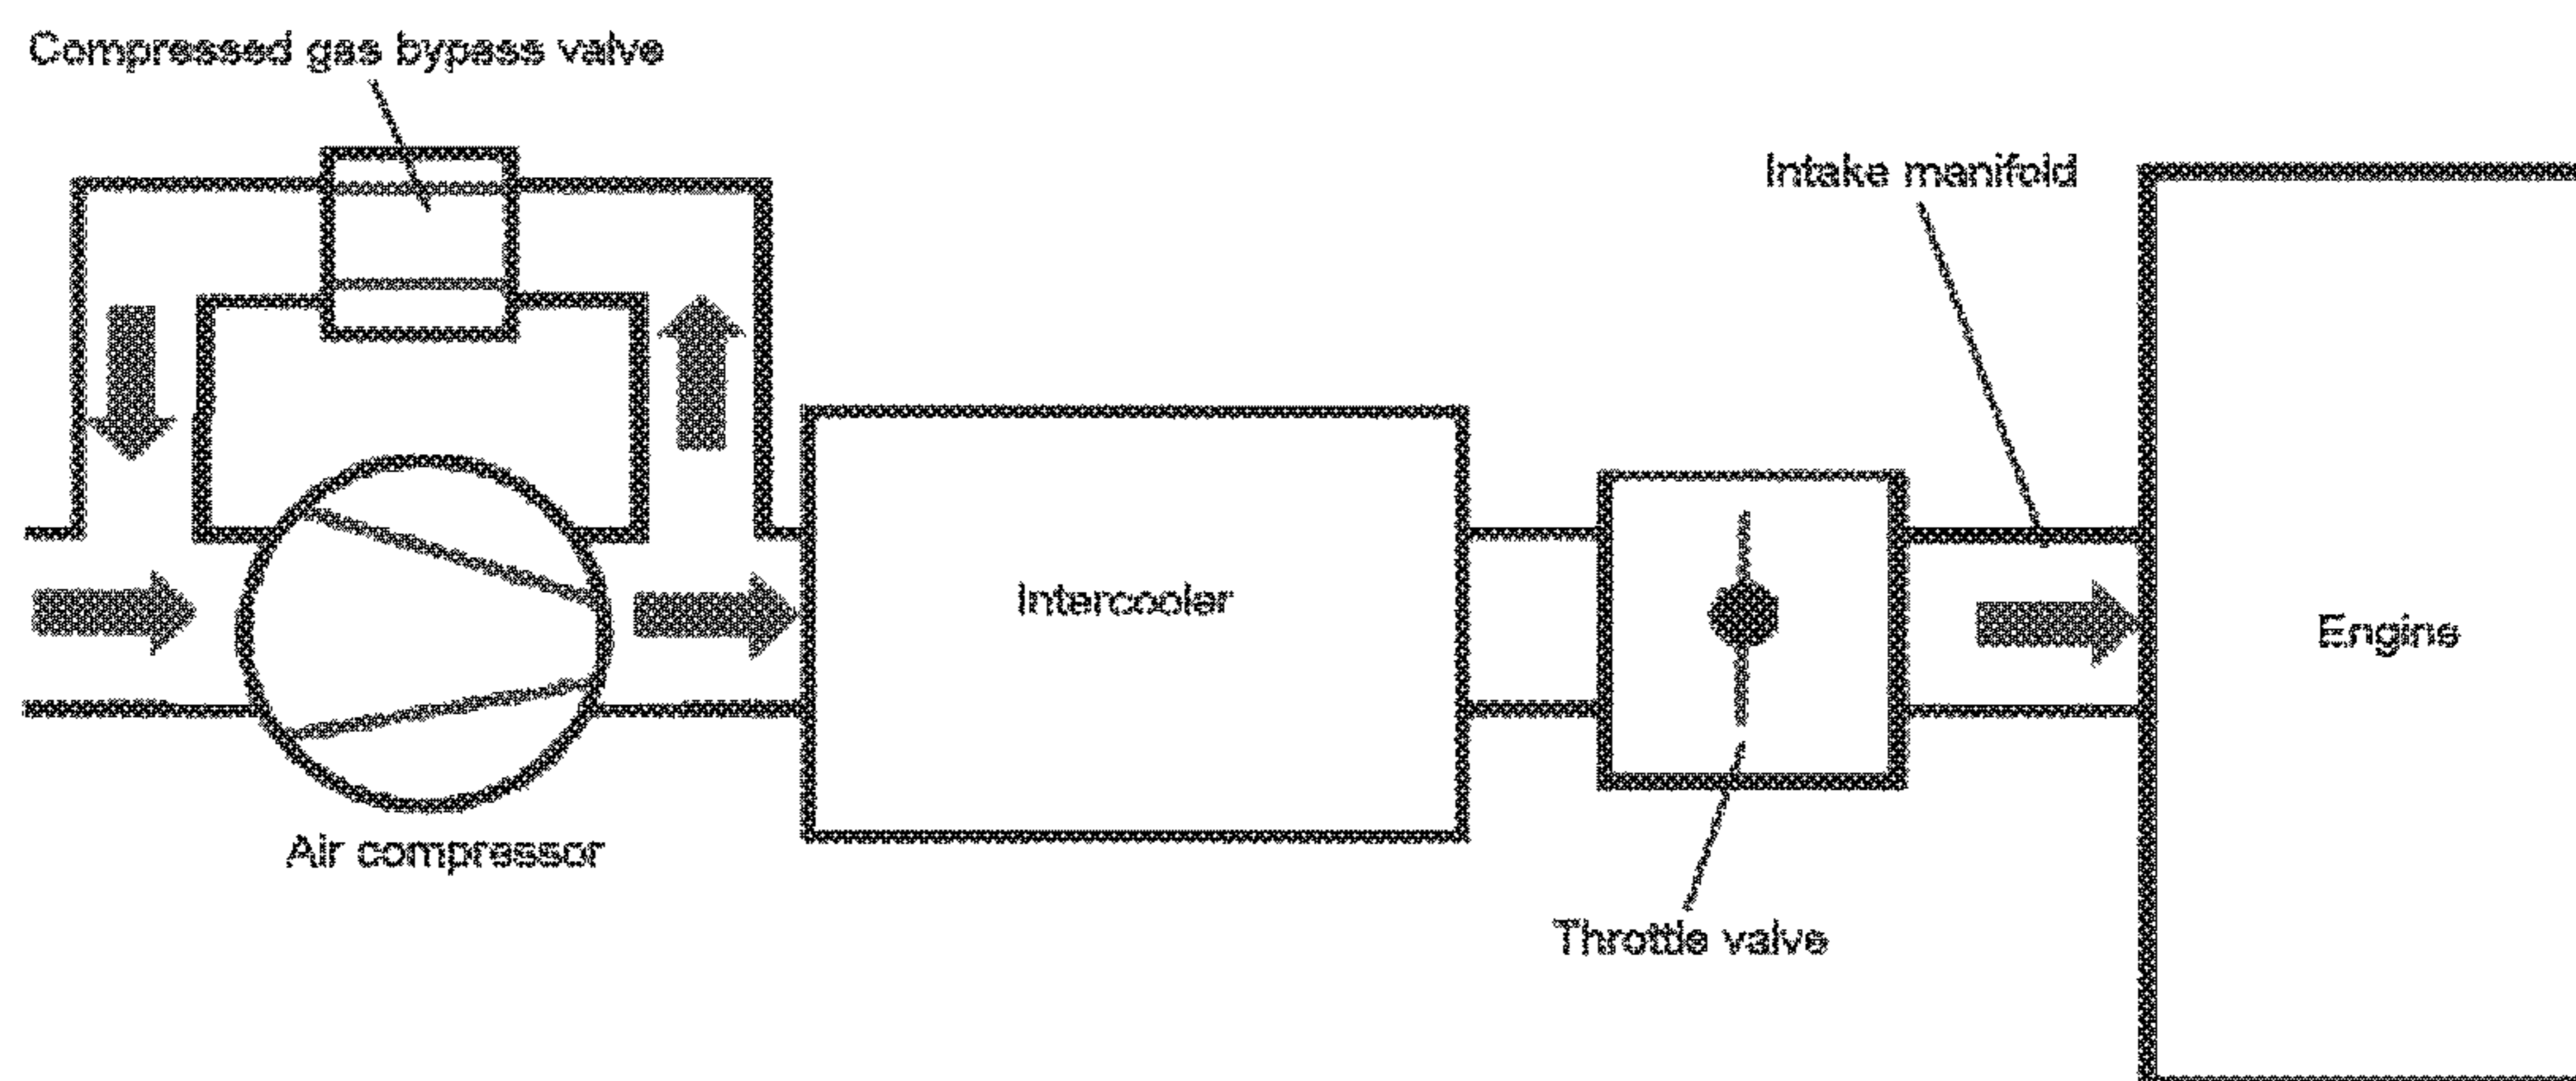 Compressed gas bypass valve
Intake manifold
Intercooler
Engine
Air compressor
Throttle valve